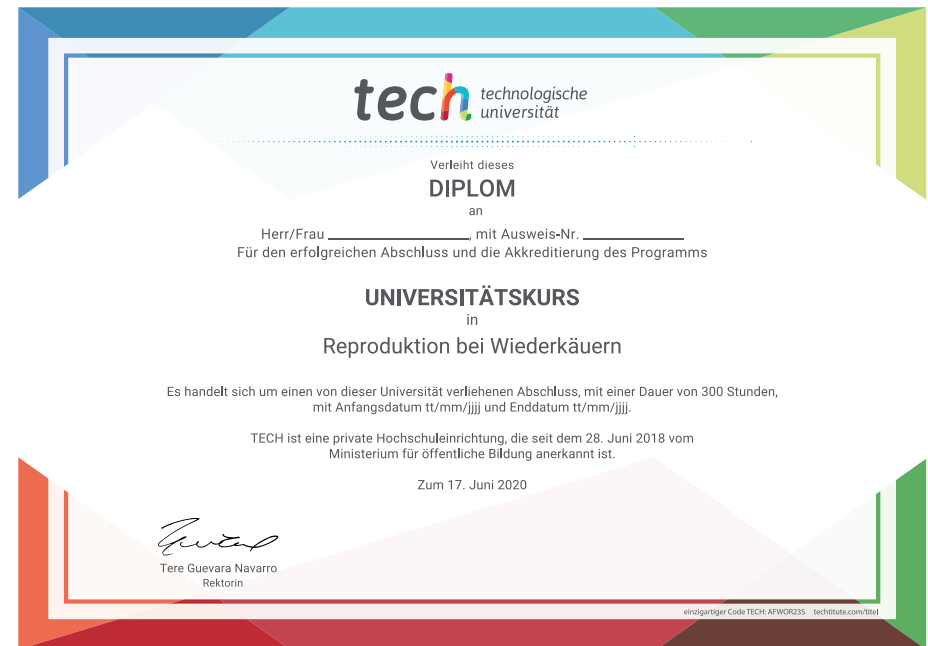 tech technologische
universität
Verleiht dieses
DIPLOM
an
Herr/Frau ____________________, mit Ausweis-Nr. ______________
Für den erfolgreichen Abschluss und die Akkreditierung des Programms
UNIVERSITÄTSKURS
in
Reproduktion bei Wiederkäuern
Es handelt sich um einen von dieser Universität verliehenen Abschluss, mit einer Dauer von 300 Stunden,
mit Anfangsdatum tt/mm/jjjj und Enddatum tt/mm/jjjj.
TECH ist eine private Hochschuleinrichtung, die seit dem 28. Juni 2018 vom
Ministerium für öffentliche Bildung anerkannt ist.
Zum 17. Juni 2020
Tere Guevara Navarro
Rektorin
einzigartiger Code TECH: AFWOR23S techtitute.com/titel